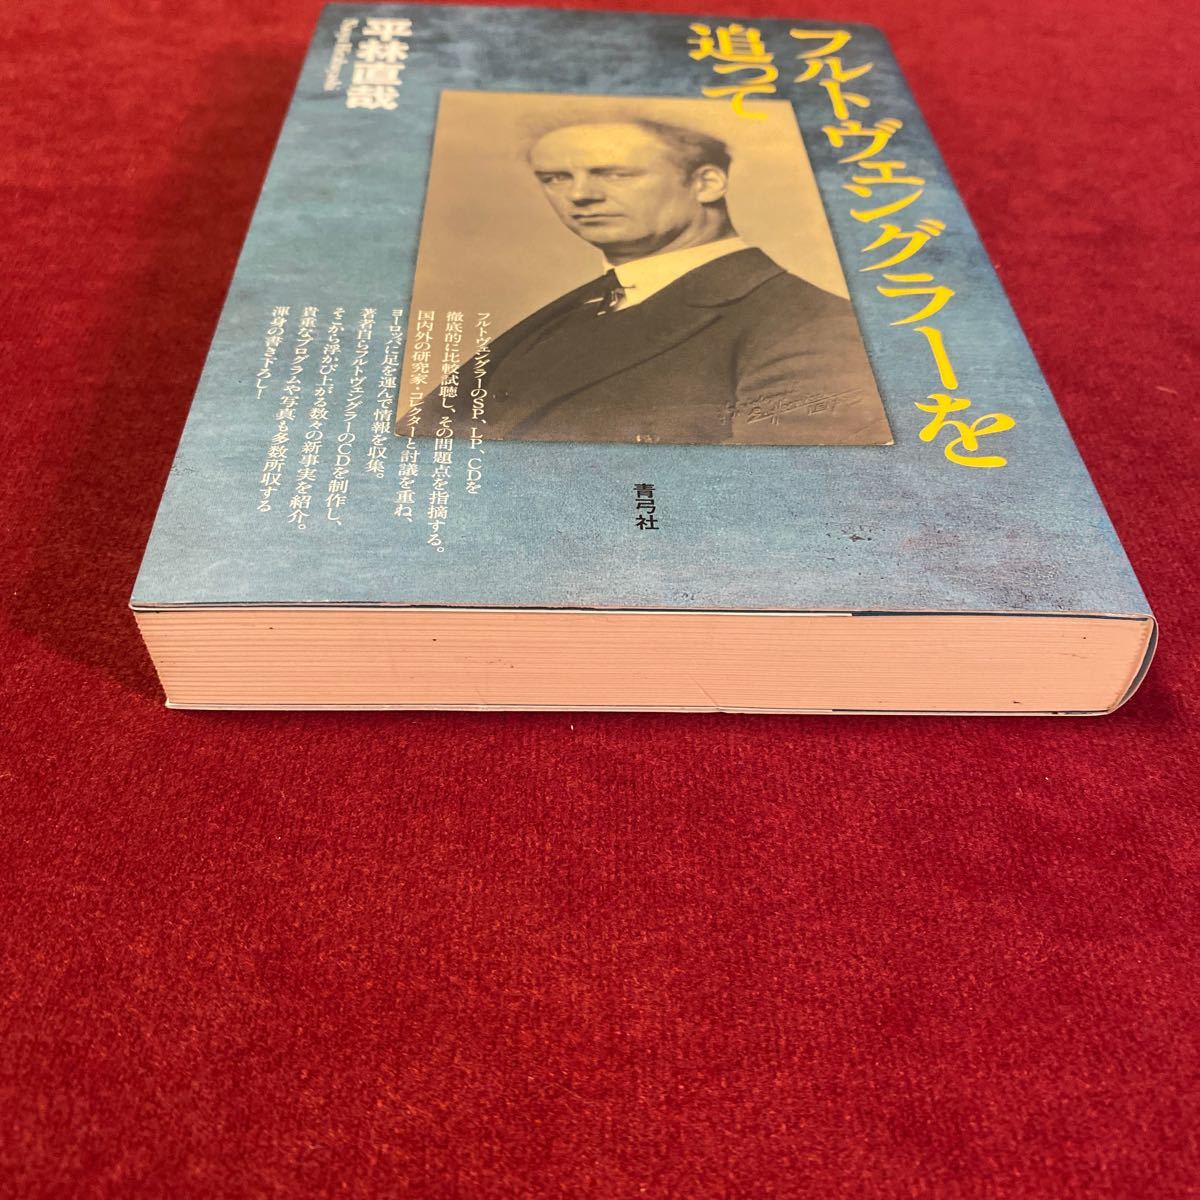 フルトヴェングラーを
追って
平林直哉
フルトヴェングラーのSP、LP、CDを
徹底的に比較試聴し、その問題点を指摘する。
国内外の研究家・コレクターと討議を重ね、
ヨーロッパに足を運んで情報を収集。
著者自らフルトヴェングラーのCDを制作し、
そこから浮かび上がる数々の新事実を紹介。
貴重なプログラムや写真も多数所収する
渾身の書き下ろし！
青弓社